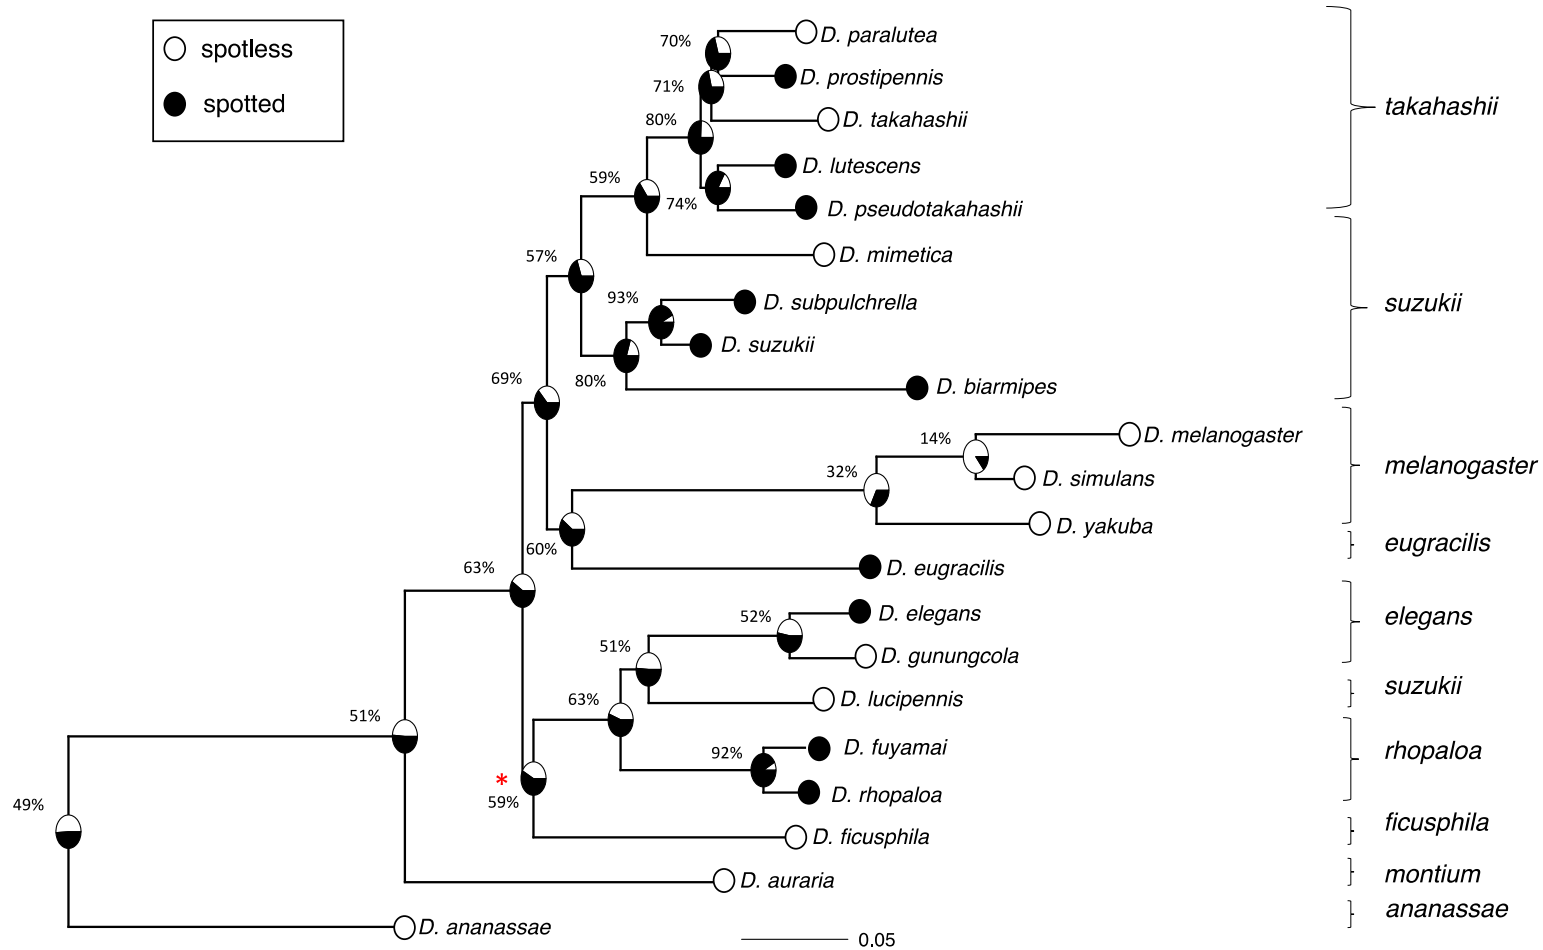 spotless
spotted
70%
D. paralutea
D. prostipennis
71%
D. takahashii
takahashii
80%
D. lutescens
59%
74%
D. pseudotakahashii
57%
D. mimetica
93%
D. subpulchrella
suzukii
D. suzukii
69%
80%
D. biarmipes
14%
D. melanogaster
32%
D. simulans
melanogaster
D. yakuba
60%
eugracilis
63%
D. eugracilis
52%
D. elegans
elegans
51%
D. gunungcola
63%
D. lucipennis
suzukii
51%
92%
D. fuyamai
rhopaloa
*
59%
D. rhopaloa
49%
D. ficusphila
ficusphila
D. auraria
montium
D. ananassae
ananassae
0.05